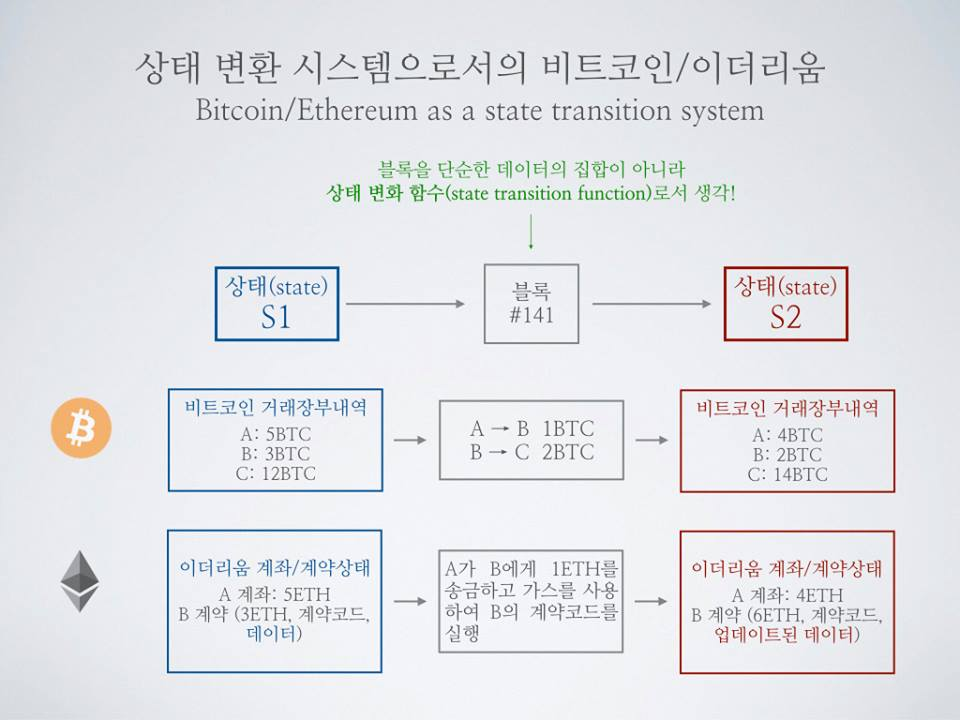 상태 변환 시스템으로서의 비트코인/이더리움
Bitcoin/Ethereum as a state transition system
블록을 단순한 데이터의 집합이 아니라
상태 변화 함수(state transition function)로서 생각!
상태(state)
S1
블록
#141
상태(state)
S2
비트코인 거래장부내역
A: 5BTC
B: 3BTC
C: 12BTC
A → B 1BTC
B → C 2BTC
비트코인 거래장부내역
A: 4BTC
B: 2BTC
C: 14BTC
이더리움 계좌/계약상태
A 계좌: 5ETH
B 계약 (3ETH, 계약코드,
데이터)
A가 B에게 1ETH를
송금하고 가스를 사용
하여 B의 계약코드를
실행
이더리움 계좌/계약상태
A 계좌: 4ETH
B 계약 (6ETH, 계약코드,
업데이트된 데이터)